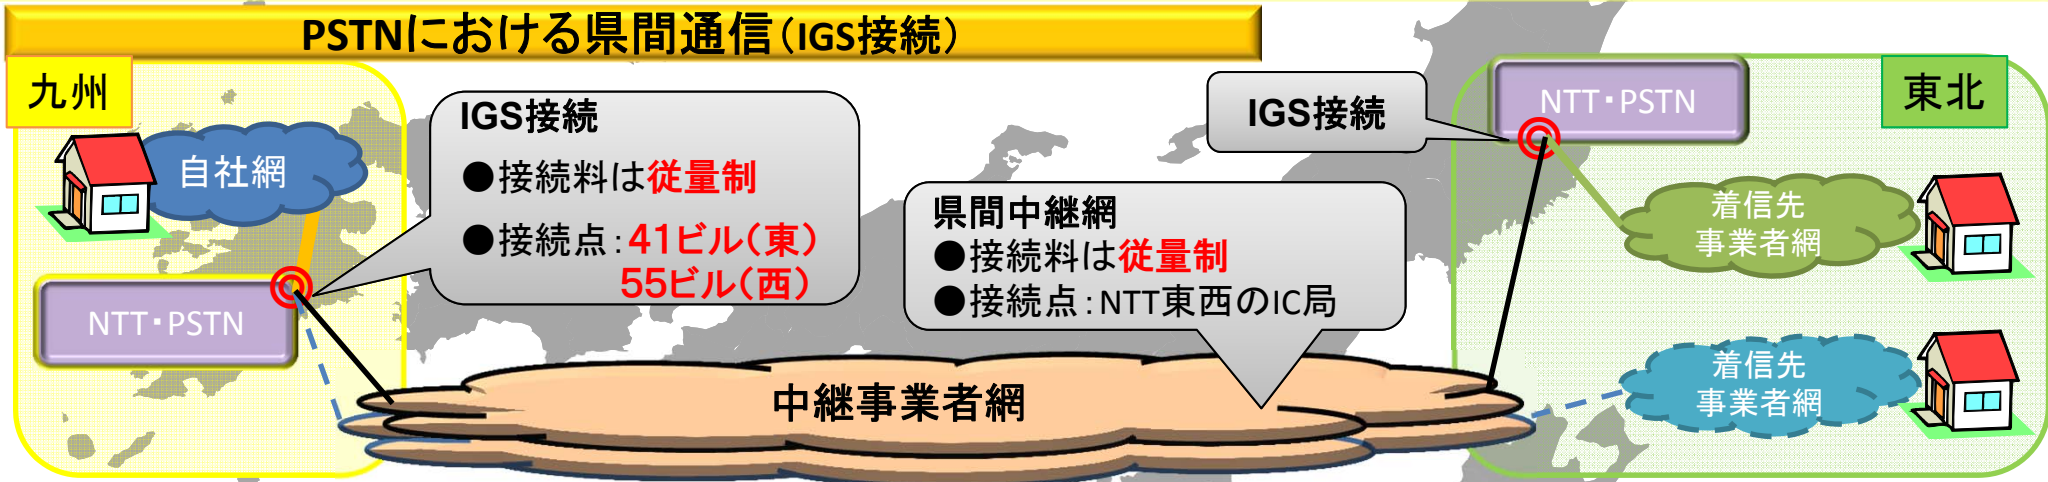 PSTNにおける県間通信(IGS接続)
九州
自社網
NTT・PSTN
IGS接続
●接続料は従量制
●接続点:41ビル(東)
55ビル(西)
県間中継網
●接続料は従量制
●接続点:NTT東西のIC局
中継事業者網
IGS接続
NTT・PSTN
東北
着信先
事業者網
着信先
事業者網